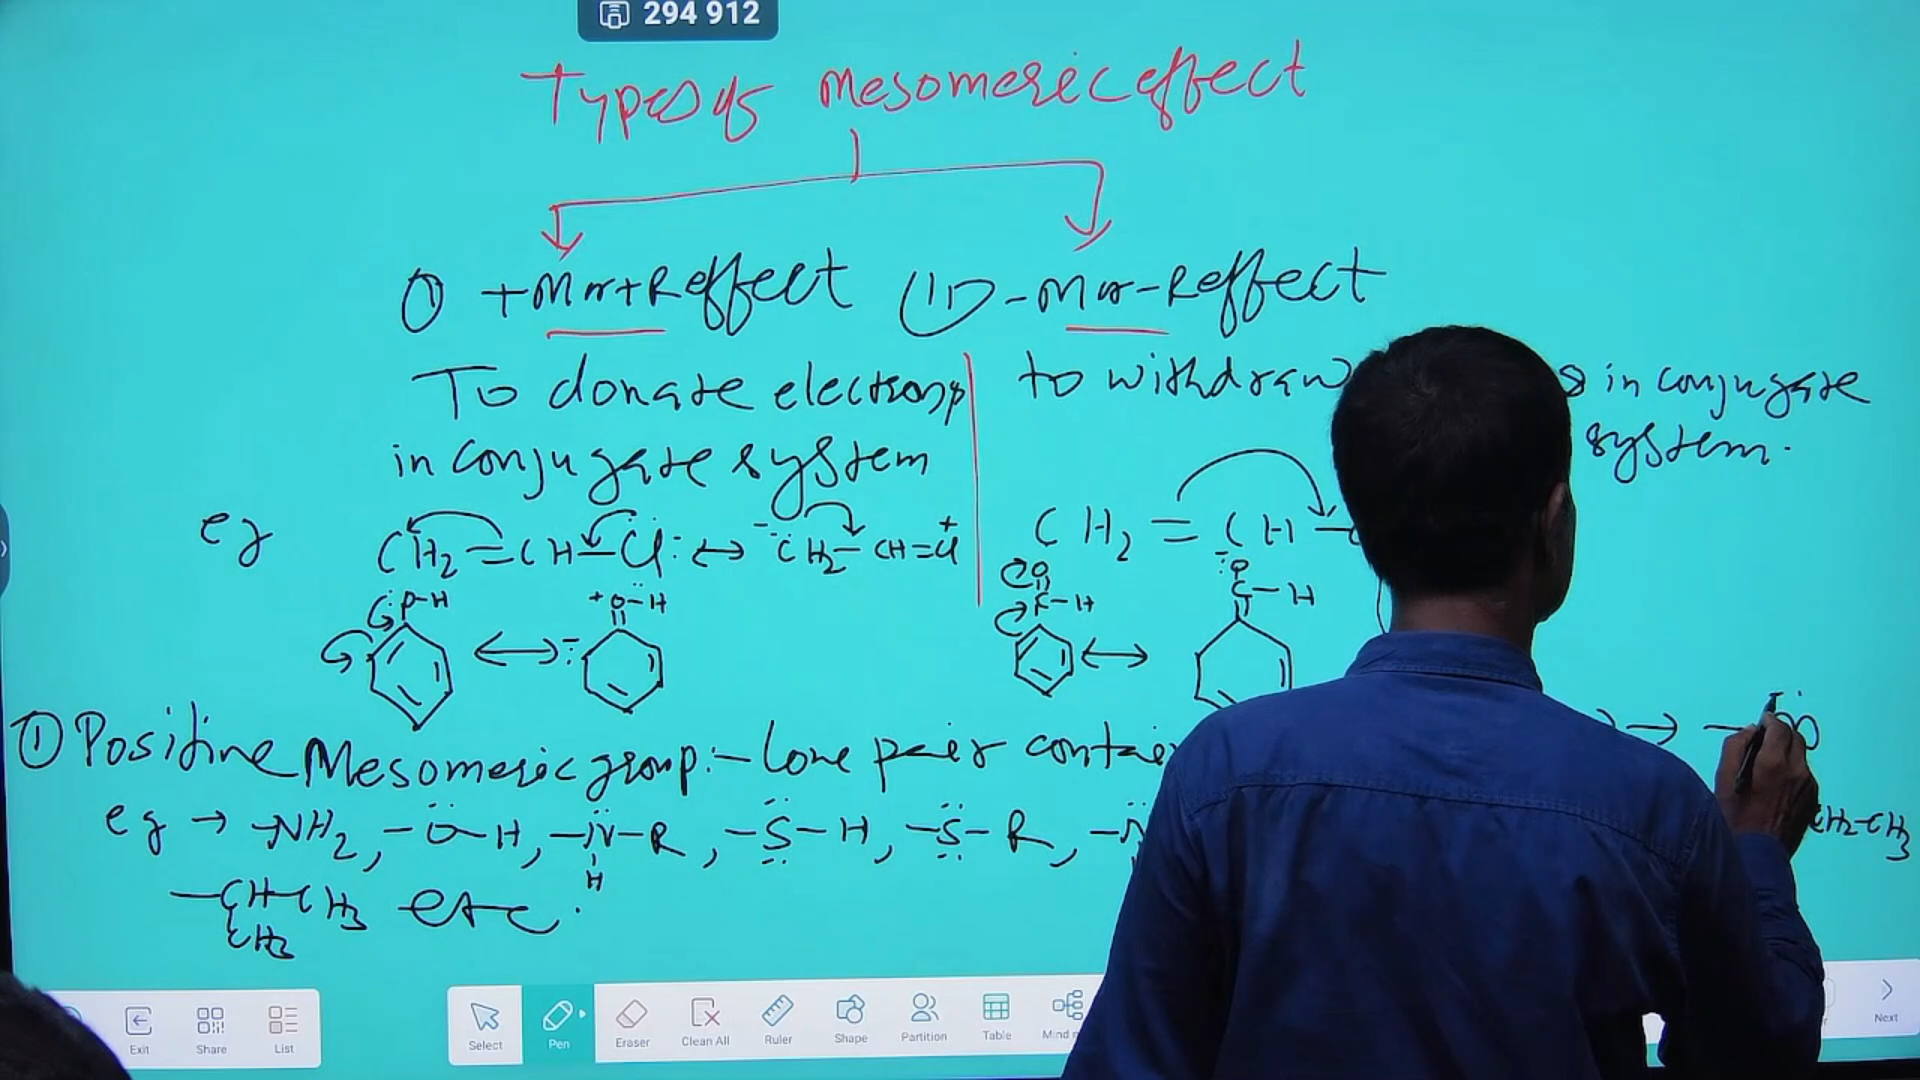 294 912
Types of mesomeric effect
① +M or +R effect (II) -M or -R effect
To donate electrons
in conjugate system
to withdraw s in conjugate
system.
eg CH2=CH-Cl: ↔ CH2-CH=Cl+
CH2=CH-
O-H ↔ +O-H
O C-H ↔ O C-H
① Positive Mesomeric group:- Lone pair contai →
eg → -NH2, -O-H, -N-R, -S-H, -S-R, -N CH2-CH3
H
-CH-CH3 etc.
CH3
Exit Share List Select Pen Eraser Clean All Ruler Shape Partition Table Mind Next